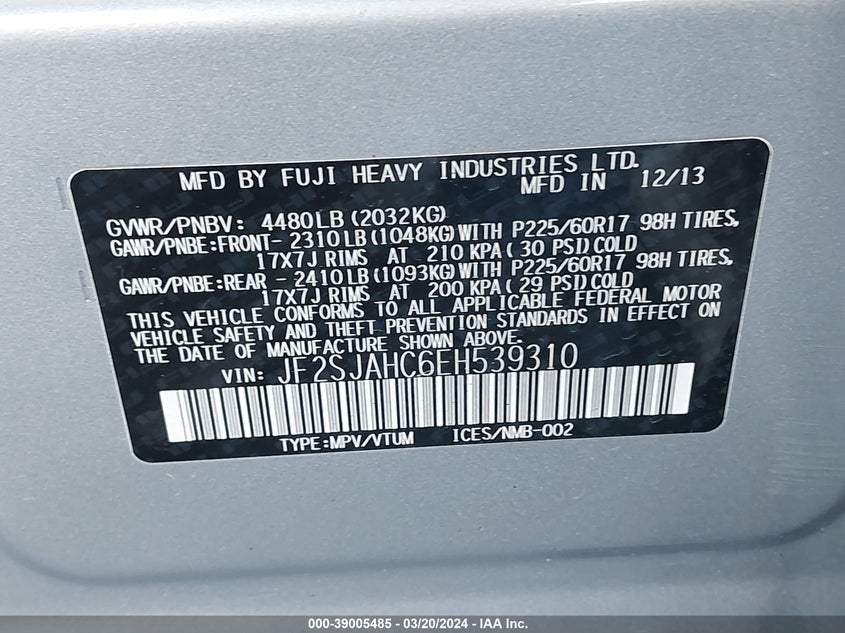 MFD BY FUJI HEAVY INDUSTRIES LTD.
MFD IN 12/13
GVWR/PNBV: 4480LB(2032KG)
GAWR/PNBE:FRONT- 2310LB(1048KG)WITH P225/60R17 98H TIRES,
17X7J RIMS AT 210 KPA( 30 PSI)COLD
GAWR/PNBE:REAR - 2410LB(1093KG)WITH P225/60R17 98H TIRES,
17X7J RIMS AT 200 KPA( 29 PSI)COLD
THIS VEHICLE CONFORMS TO ALL APPLICABLE FEDERAL MOTOR
VEHICLE SAFETY AND THEFT PREVENTION STANDARDS IN EFFECT ON
THE DATE OF MANUFACTURE SHOWN ABOVE.
VIN: JF2SJAHC6EH539310
TYPE:MPV/VTUM ICES/NMB-002
000-39005485 - 03/20/2024 - IAA, Inc.